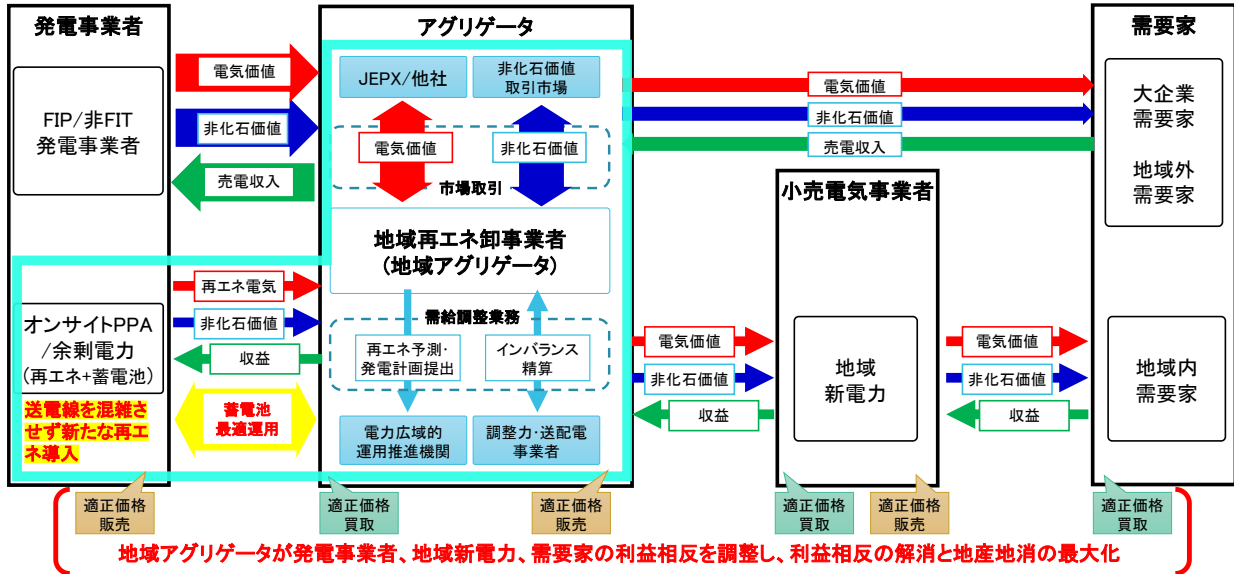 発電事業者
FIP/非FIT
発電事業者
オンサイトPPA
/余剰電力
(再エネ+蓄電池)
送電線を混雑さ
せず新たな再エ
ネ導入
電気価値
非化石価値
売電収入
再エネ電気
非化石価値
収益
蓄電池
最適運用
アグリゲータ
JEPX/他社
非化石価値
取引市場
電気価値
非化石価値
市場取引
地域再エネ卸事業者
(地域アグリゲータ)
需給調整業務
再エネ予測・
発電計画提出
インバランス
精算
電力広域的
運用推進機関
調整力・送配電
事業者
電気価値
非化石価値
売電収入
電気価値
非化石価値
収益
小売電気事業者
地域
新電力
電気価値
非化石価値
収益
需要家
大企業
需要家
地域外
需要家
地域内
需要家
適正価格
販売
適正価格
買取
適正価格
販売
適正価格
買取
適正価格
販売
適正価格
買取
地域アグリゲータが発電事業者、地域新電力、需要家の利益相反を調整し、利益相反の解消と地産地消の最大化